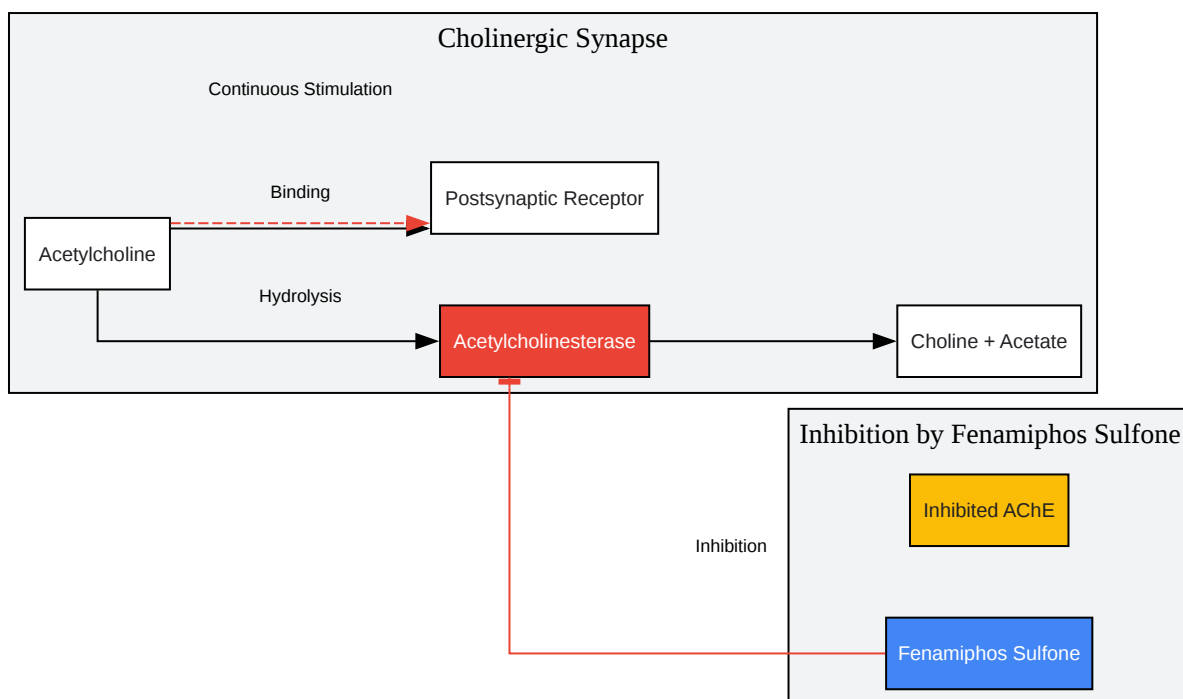 Cholinergic Synapse
Continuous Stimulation
Binding
Postsynaptic Receptor
Acetylcholine
Hydrolysis
Acetylcholinesterase
Choline + Acetate
Inhibition by Fenamiphos Sulfone
Inhibited AChE
Inhibition
Fenamiphos Sulfone